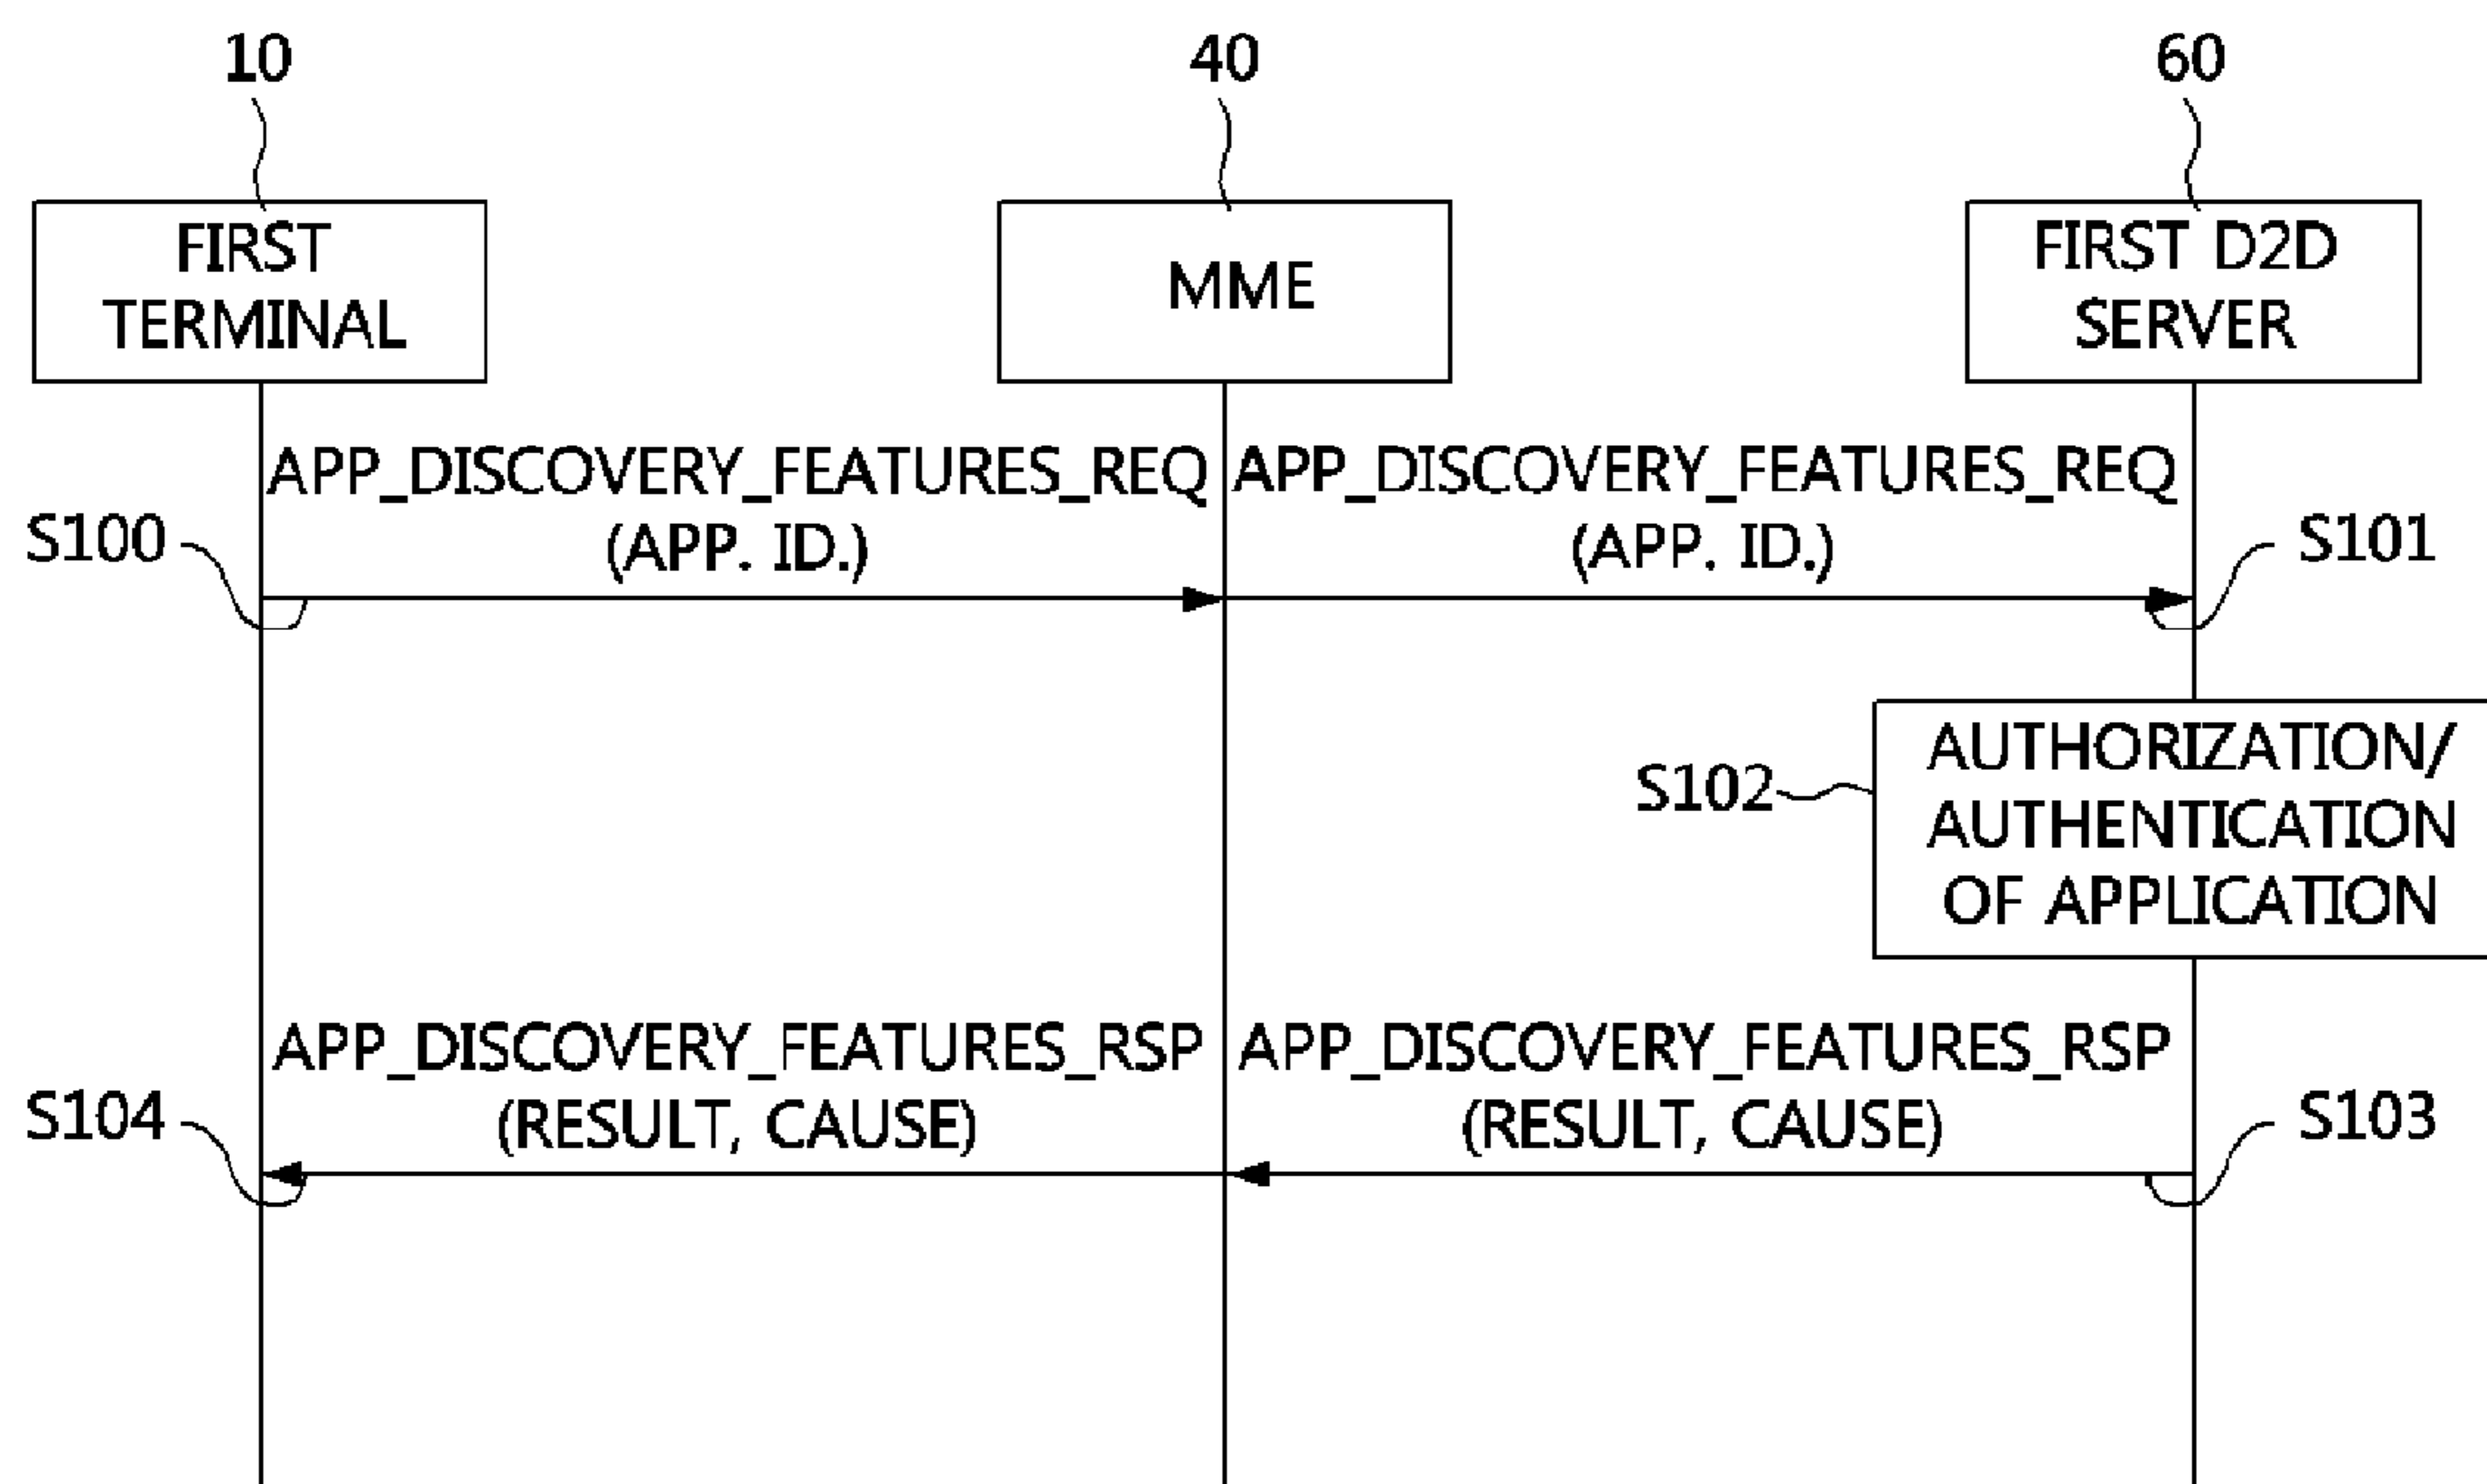 10
40
60
FIRST
TERMINAL
MME
FIRST D2D
SERVER
APP_DISCOVERY_FEATURES_REQ
(APP. ID.)
APP_DISCOVERY_FEATURES_REQ
(APP. ID.)
S100
S101
S102
AUTHORIZATION/
AUTHENTICATION
OF APPLICATION
APP_DISCOVERY_FEATURES_RSP
(RESULT, CAUSE)
APP_DISCOVERY_FEATURES_RSP
(RESULT, CAUSE)
S104
S103